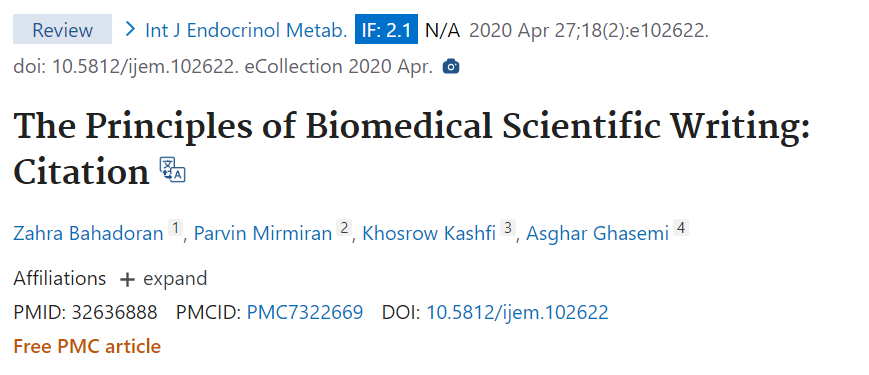 Review Int J Endocrinol Metab. IF: 2.1 N/A 2020 Apr 27;18(2):e102622.
doi: 10.5812/ijem.102622. eCollection 2020 Apr.
The Principles of Biomedical Scientific Writing:
Citation
Zahra Bahadoran 1, Parvin Mirmiran 2, Khosrow Kashfi 3, Asghar Ghasemi 4
Affiliations + expand
PMID: 32636888 PMCID: PMC7322669 DOI: 10.5812/ijem.102622
Free PMC article